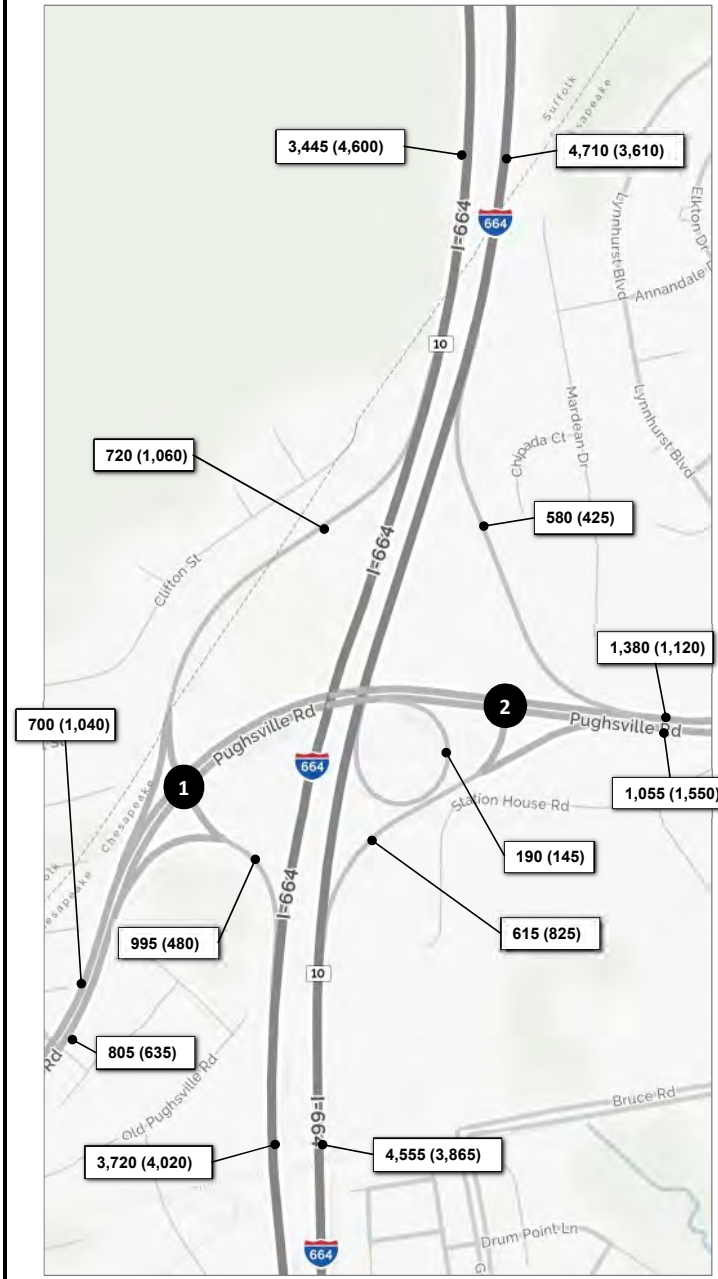 Suffolk
Chesapeake
3,445 (4,600)
4,710 (3,610)
I-664
664
Lynnhurst Blvd
Elkton Dr
Annandale
10
Mardean Dr
Lynnhurst Blvd
Chipada Ct
720 (1,060)
580 (425)
I-664
Clifton St
1,380 (1,120)
2
Pughsville Rd
Pughsville Rd
700 (1,040)
664
1
1,055 (1,550)
Station House Rd
Chesapeake
190 (145)
I-664
995 (480)
615 (825)
10
805 (635)
Rd
Old Pughsville Rd
Bruce Rd
I-664
3,720 (4,020)
4,555 (3,865)
Drum Point Ln
664